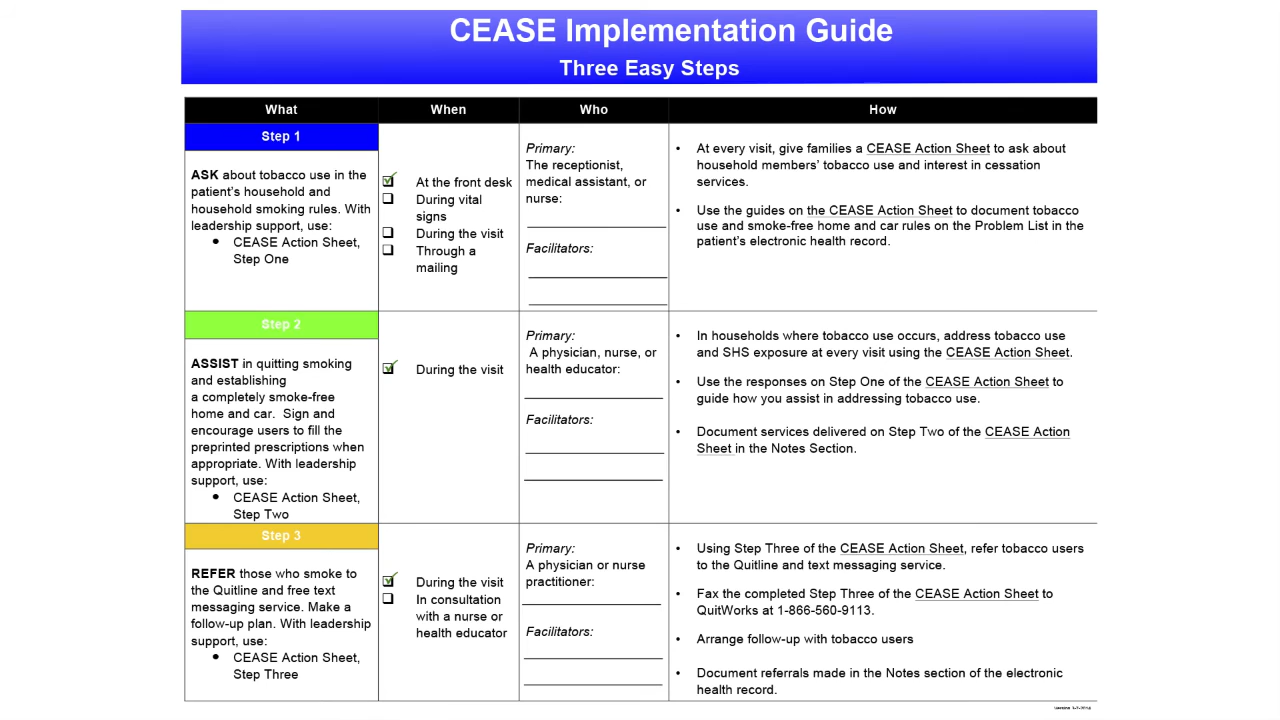 CEASE Implementation Guide
Three Easy Steps
What When Who How
Step 1
ASK about tobacco use in the
patient's household and
household smoking rules. With
leadership support, use:
• CEASE Action Sheet,
Step One
At the front desk
During vital
signs
During the visit
Through a
mailing
Primary:
The receptionist,
medical assistant, or
nurse:
Facilitators:
• At every visit, give families a CEASE Action Sheet to ask about
household members' tobacco use and interest in cessation
services.
• Use the guides on the CEASE Action Sheet to document tobacco
use and smoke-free home and car rules on the Problem List in the
patient's electronic health record.
Step 2
ASSIST in quitting smoking
and establishing
a completely smoke-free
home and car. Sign and
encourage users to fill the
preprinted prescriptions when
appropriate. With leadership
support, use:
• CEASE Action Sheet,
Step Two
During the visit
Primary:
A physician, nurse, or
health educator:
Facilitators:
• In households where tobacco use occurs, address tobacco use
and SHS exposure at every visit using the CEASE Action Sheet.
• Use the responses on Step One of the CEASE Action Sheet to
guide how you assist in addressing tobacco use.
• Document services delivered on Step Two of the CEASE Action
Sheet in the Notes Section.
Step 3
REFER those who smoke to
the Quitline and free text
messaging service. Make a
follow-up plan. With leadership
support, use:
• CEASE Action Sheet,
Step Three
During the visit
In consultation
with a nurse or
health educator
Primary:
A physician or nurse
practitioner:
Facilitators:
• Using Step Three of the CEASE Action Sheet, refer tobacco users
to the Quitline and text messaging service.
• Fax the completed Step Three of the CEASE Action Sheet to
QuitWorks at 1-866-560-9113.
• Arrange follow-up with tobacco users
• Document referrals made in the Notes section of the electronic
health record.